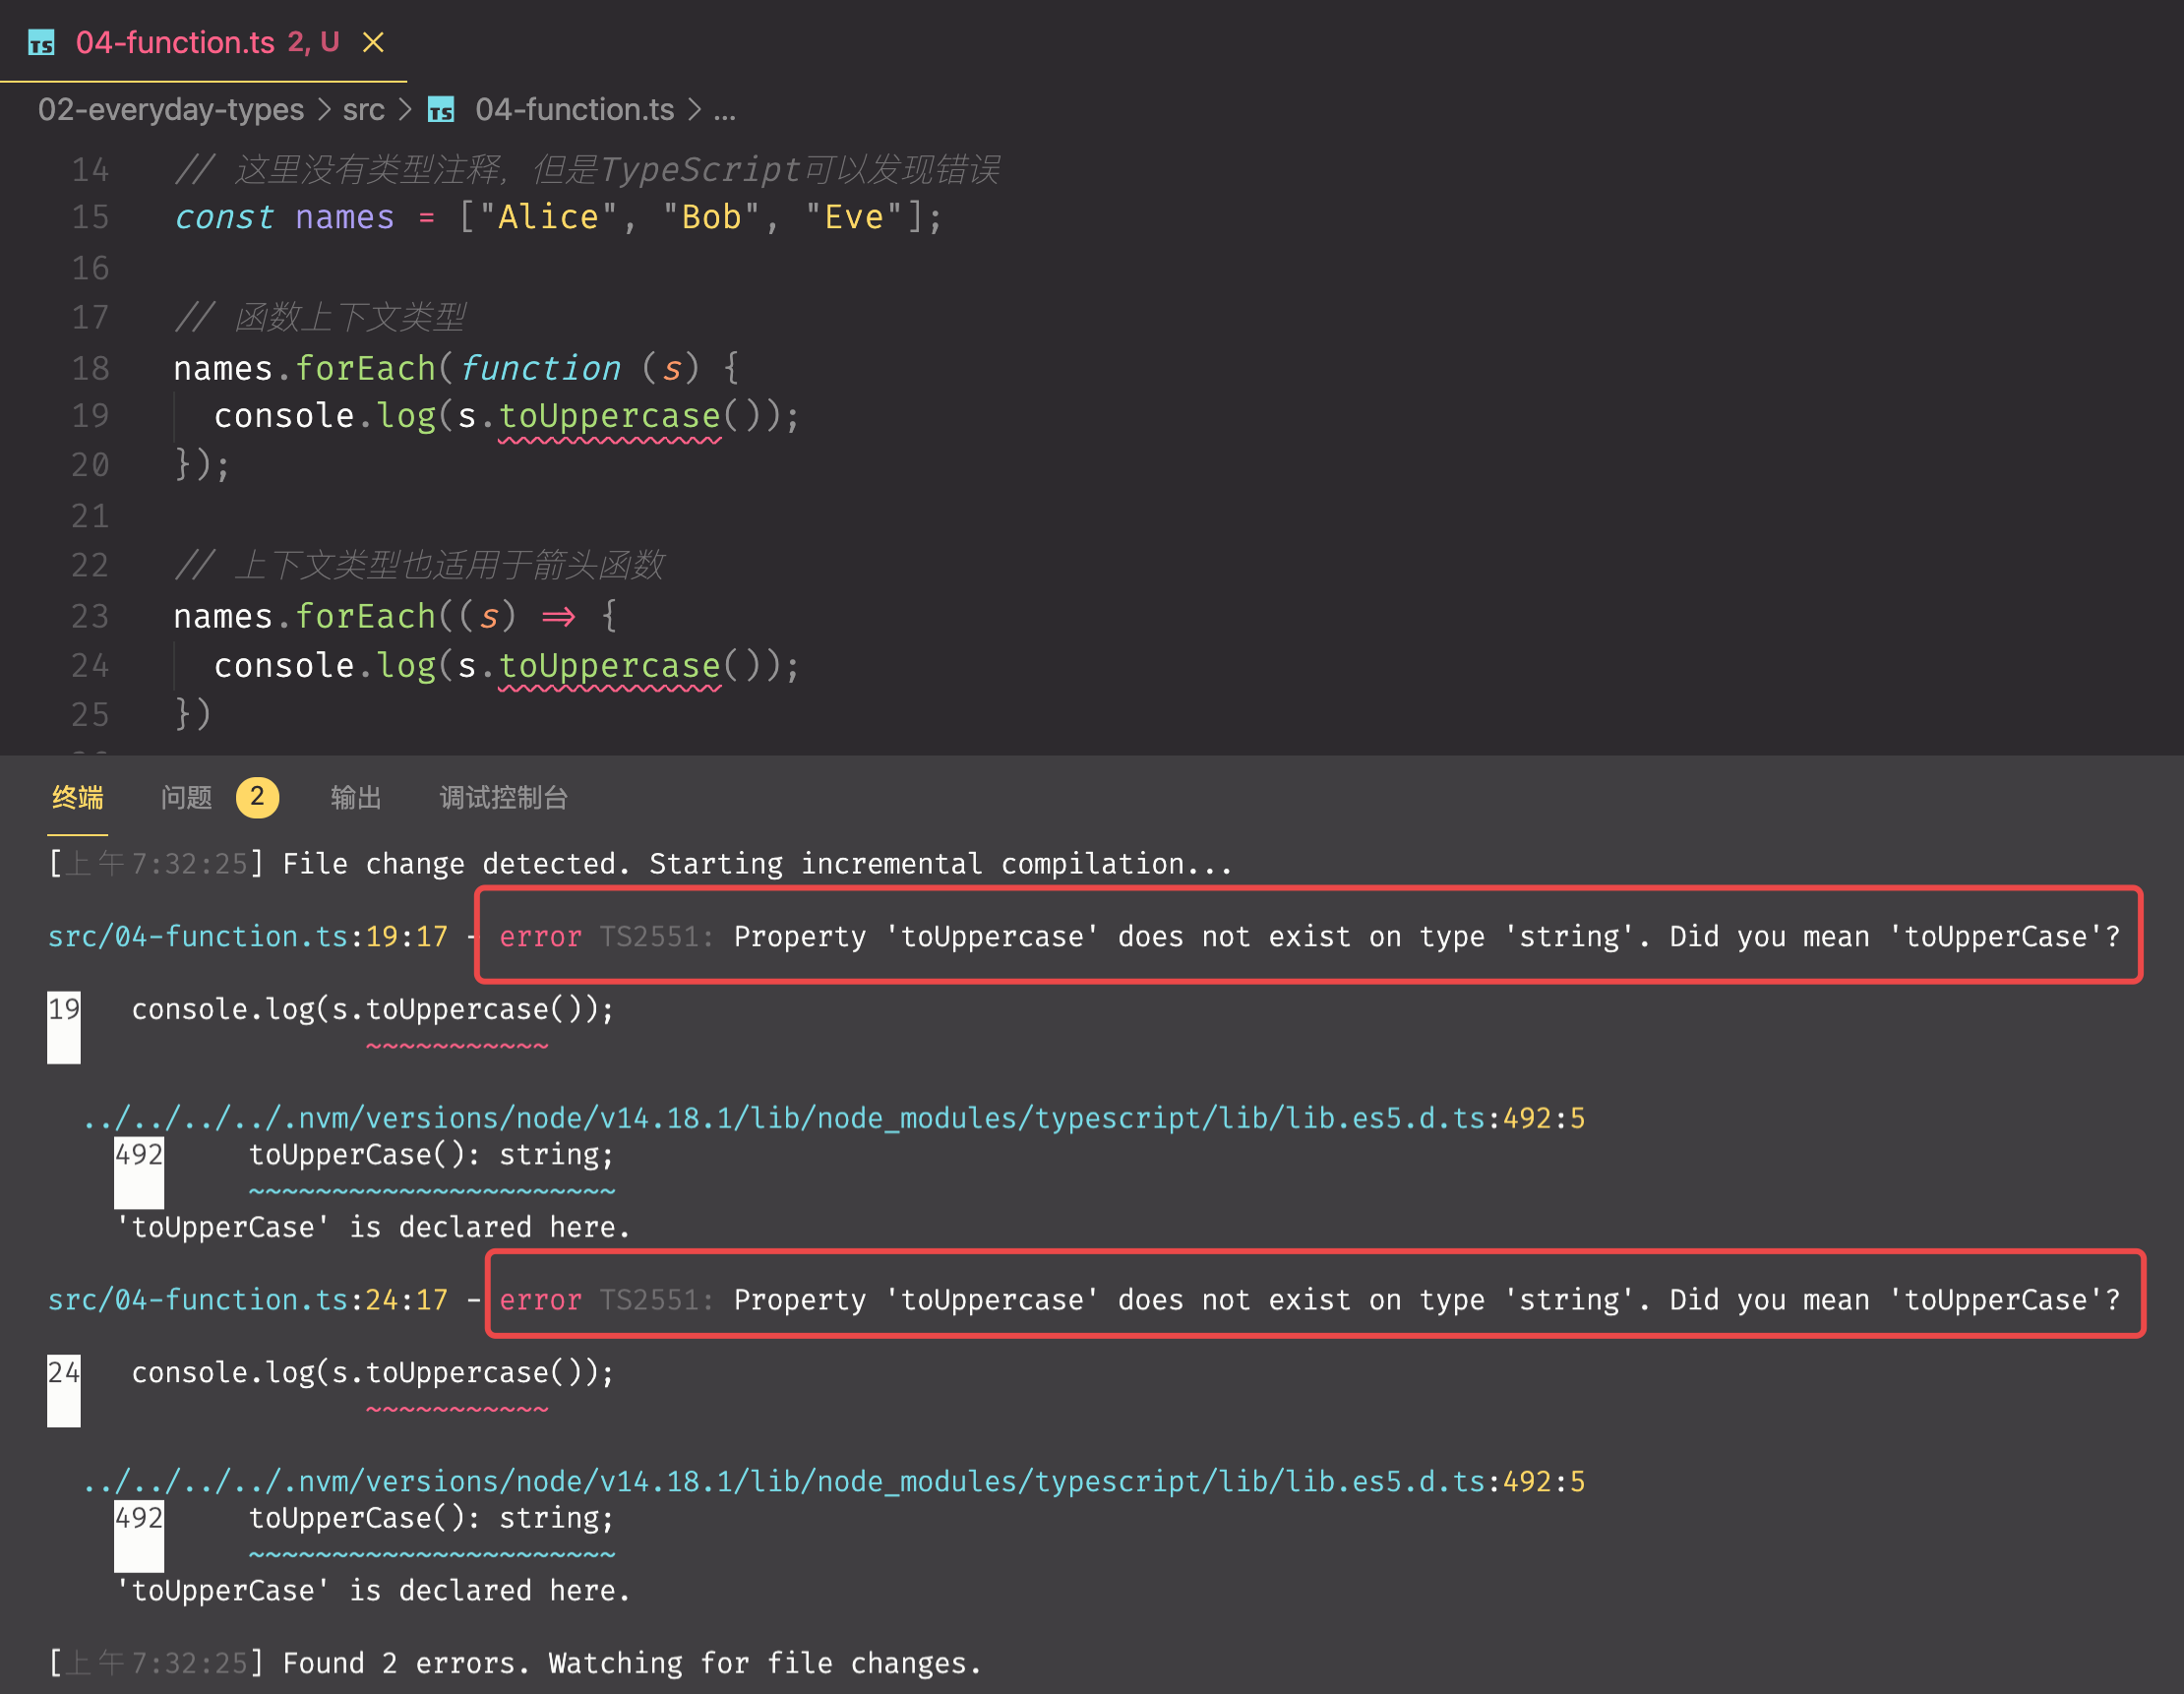 TS 04-function.ts 2, U ×
02-everyday-types > src > TS 04-function.ts > ...
14 // 这里没有类型注释, 但是TypeScript可以发现错误
15 const names = ["Alice", "Bob", "Eve"];
16
17 // 函数上下文类型
18 names.forEach(function (s) {
19 console.log(s.toUppercase());
20 });
21
22 // 上下文类型也适用于箭头函数
23 names.forEach((s) => {
24 console.log(s.toUppercase());
25 })
终端 问题 2 输出 调试控制台
[上午7:32:25] File change detected. Starting incremental compilation...
src/04-function.ts:19:17 - error TS2551: Property 'toUppercase' does not exist on type 'string'. Did you mean 'toUpperCase'?
19 console.log(s.toUppercase());
~~~~~~~~~~~
../../../../.nvm/versions/node/v14.18.1/lib/node_modules/typescript/lib/lib.es5.d.ts:492:5
492 toUpperCase(): string;
~~~~~~~~~~~~~~~~~~~~~~
'toUpperCase' is declared here.
src/04-function.ts:24:17 - error TS2551: Property 'toUppercase' does not exist on type 'string'. Did you mean 'toUpperCase'?
24 console.log(s.toUppercase());
~~~~~~~~~~~
../../../../.nvm/versions/node/v14.18.1/lib/node_modules/typescript/lib/lib.es5.d.ts:492:5
492 toUpperCase(): string;
~~~~~~~~~~~~~~~~~~~~~~
'toUpperCase' is declared here.
[上午7:32:25] Found 2 errors. Watching for file changes.